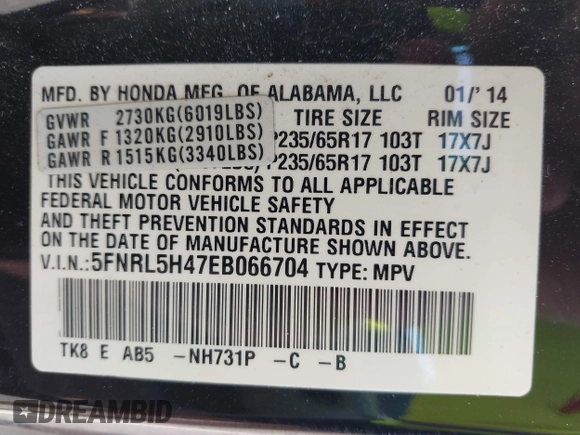 MFD. BY HONDA MFG. OF ALABAMA, LLC 01/'14
GVWR 2730KG(6019LBS) TIRE SIZE RIM SIZE
GAWR F 1320KG(2910LBS) P235/65R17 103T 17X7J
GAWR R 1515KG(3340LBS) P235/65R17 103T 17X7J
THIS VEHICLE CONFORMS TO ALL APPLICABLE
FEDERAL MOTOR VEHICLE SAFETY
AND THEFT PREVENTION STANDARDS IN EFFECT
ON THE DATE OF MANUFACTURE SHOWN ABOVE.
V.I.N.:5FNRL5H47EB066704 TYPE: MPV
TK8 E AB5 -NH731P -C -B
DREAMBID